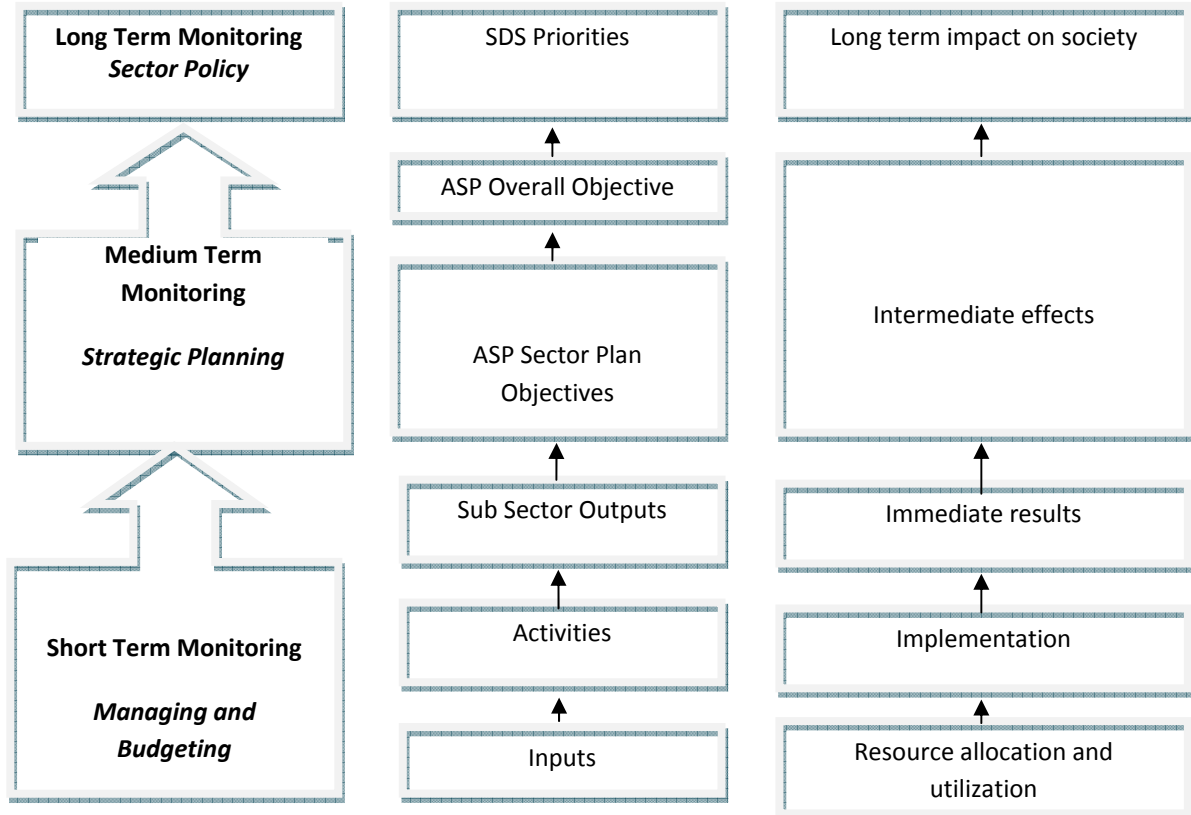 Long Term Monitoring
Sector Policy
SDS Priorities
Long term impact on society
ASP Overall Objective
Medium Term
Monitoring
Strategic Planning
ASP Sector Plan
Objectives
Intermediate effects
Sub Sector Outputs
Immediate results
Short Term Monitoring
Managing and
Budgeting
Activities
Implementation
Inputs
Resource allocation and
utilization